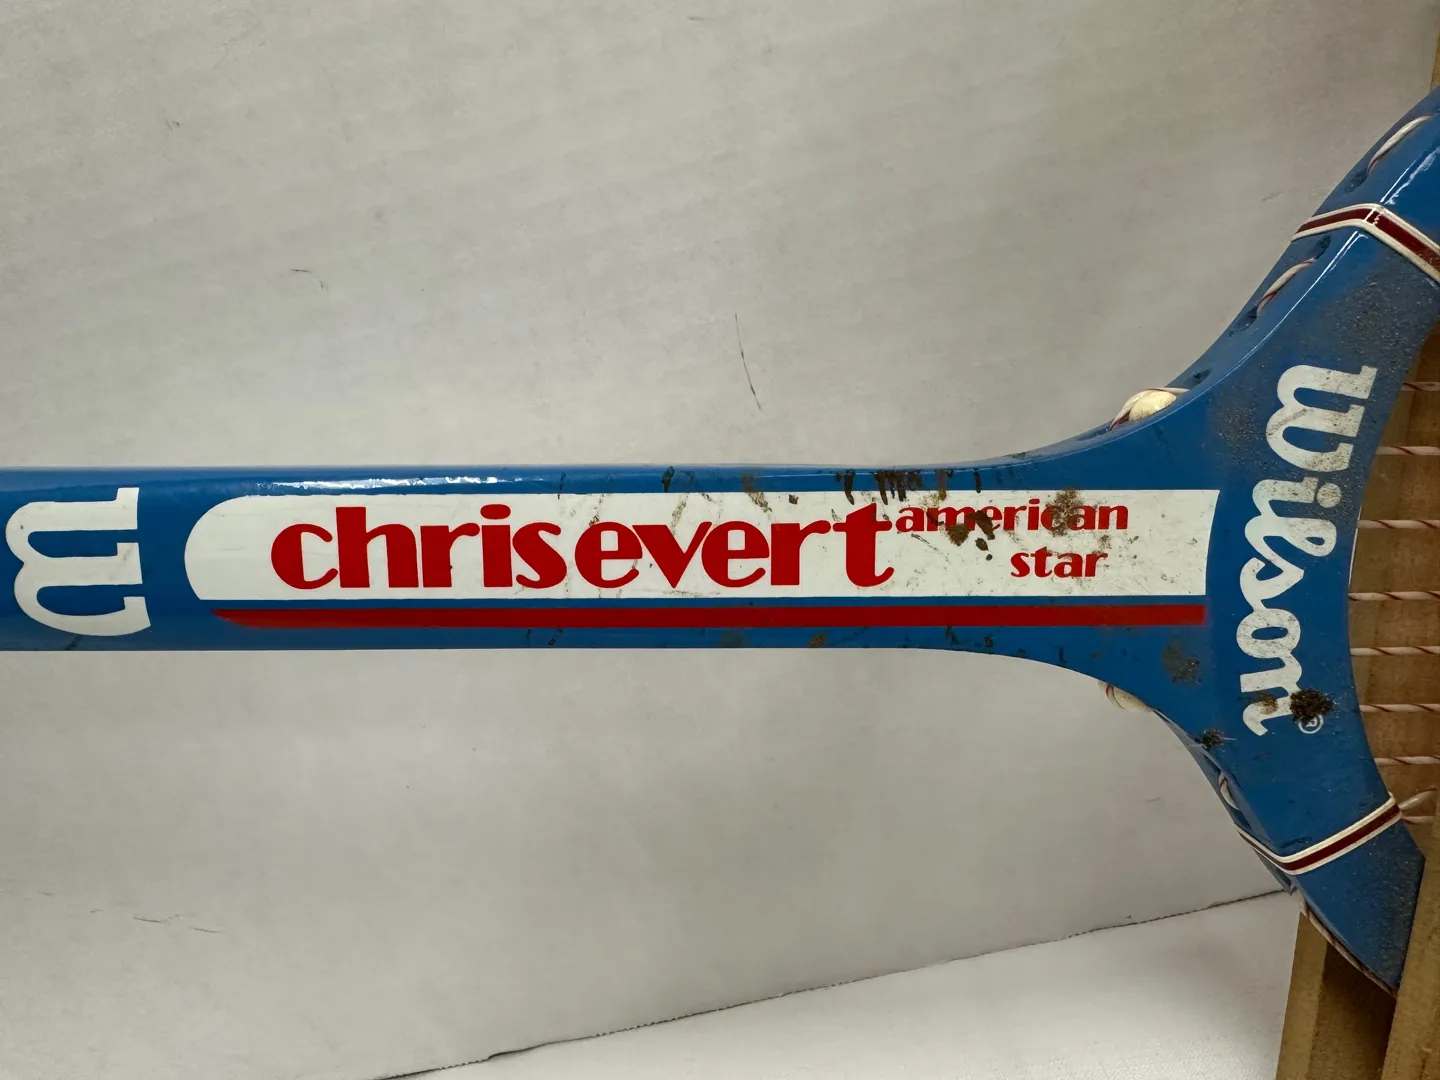 W
chris evert american
star
Wilson®